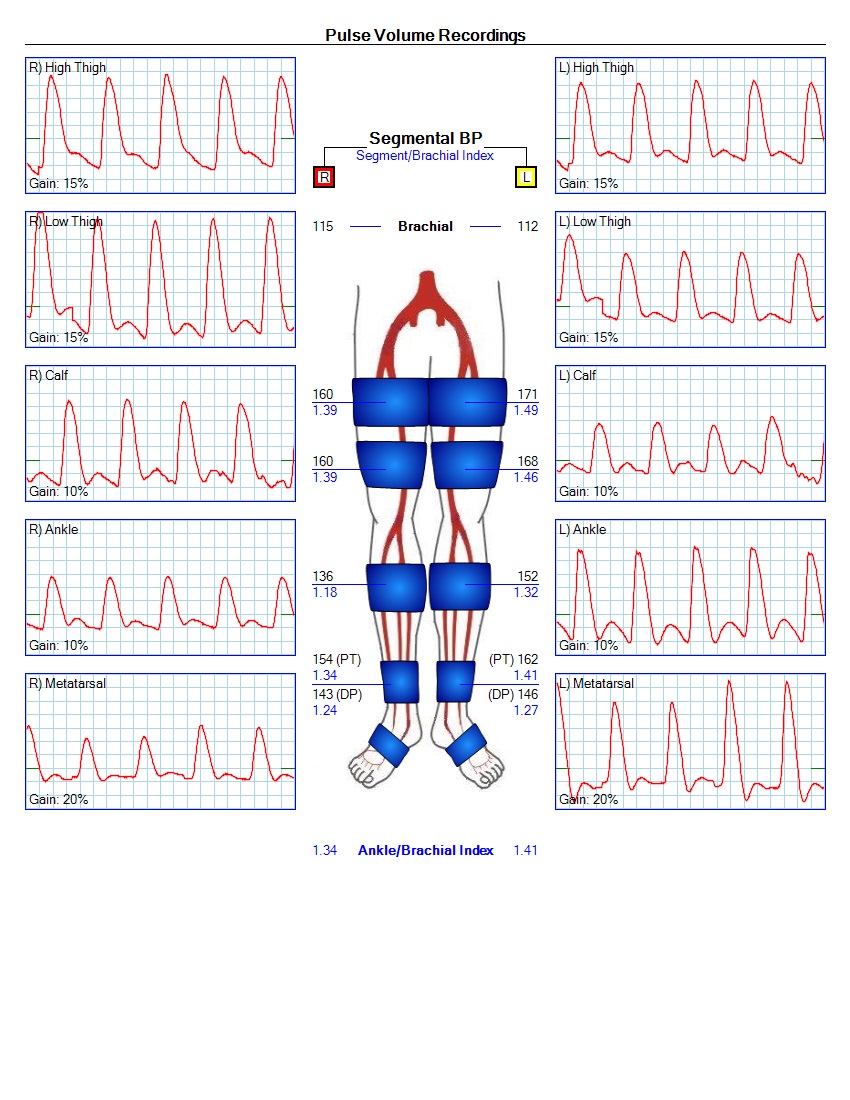 Pulse Volume Recordings
R) High Thigh
Gain: 15%
R) Low Thigh
Gain: 15%
R) Calf
Gain: 10%
R) Ankle
Gain: 10%
R) Metatarsal
Gain: 20%
Segmental BP
Segment/Brachial Index
R L
115 Brachial 112
160 171
1.39 1.49
160 168
1.39 1.46
136 152
1.18 1.32
154 (PT) (PT) 162
1.34 1.41
143 (DP) (DP) 146
1.24 1.27
1.34 Ankle/Brachial Index 1.41
L) High Thigh
Gain: 15%
L) Low Thigh
Gain: 15%
L) Calf
Gain: 10%
L) Ankle
Gain: 10%
L) Metatarsal
Gain: 20%